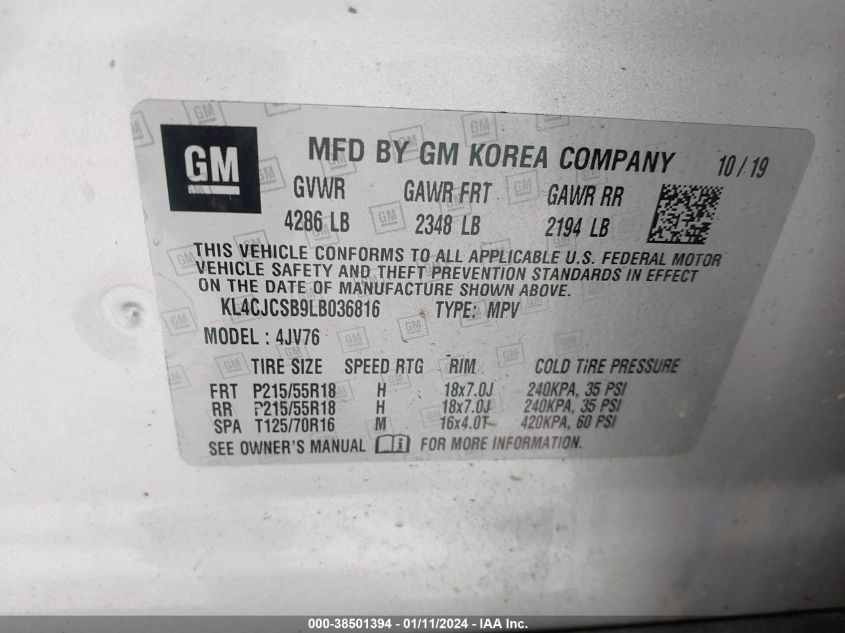 GM
MFD BY GM KOREA COMPANY 10/19
GVWR GAWR FRT GAWR RR
4286 LB 2348 LB 2194 LB
THIS VEHICLE CONFORMS TO ALL APPLICABLE U.S. FEDERAL MOTOR
VEHICLE SAFETY AND THEFT PREVENTION STANDARDS IN EFFECT
ON THE DATE OF MANUFACTURE SHOWN ABOVE.
KL4CJCSB9LB036816 TYPE: MPV
MODEL : 4JV76
TIRE SIZE SPEED RTG RIM COLD TIRE PRESSURE
FRT P215/55R18 H 18x7.0J 240KPA, 35 PSI
RR P215/55R18 H 18x7.0J 240KPA, 35 PSI
SPA T125/70R16 M 16x4.0T 420KPA, 60 PSI
SEE OWNER'S MANUAL i FOR MORE INFORMATION.
000-38501394 - 01/11/2024 - IAA Inc.